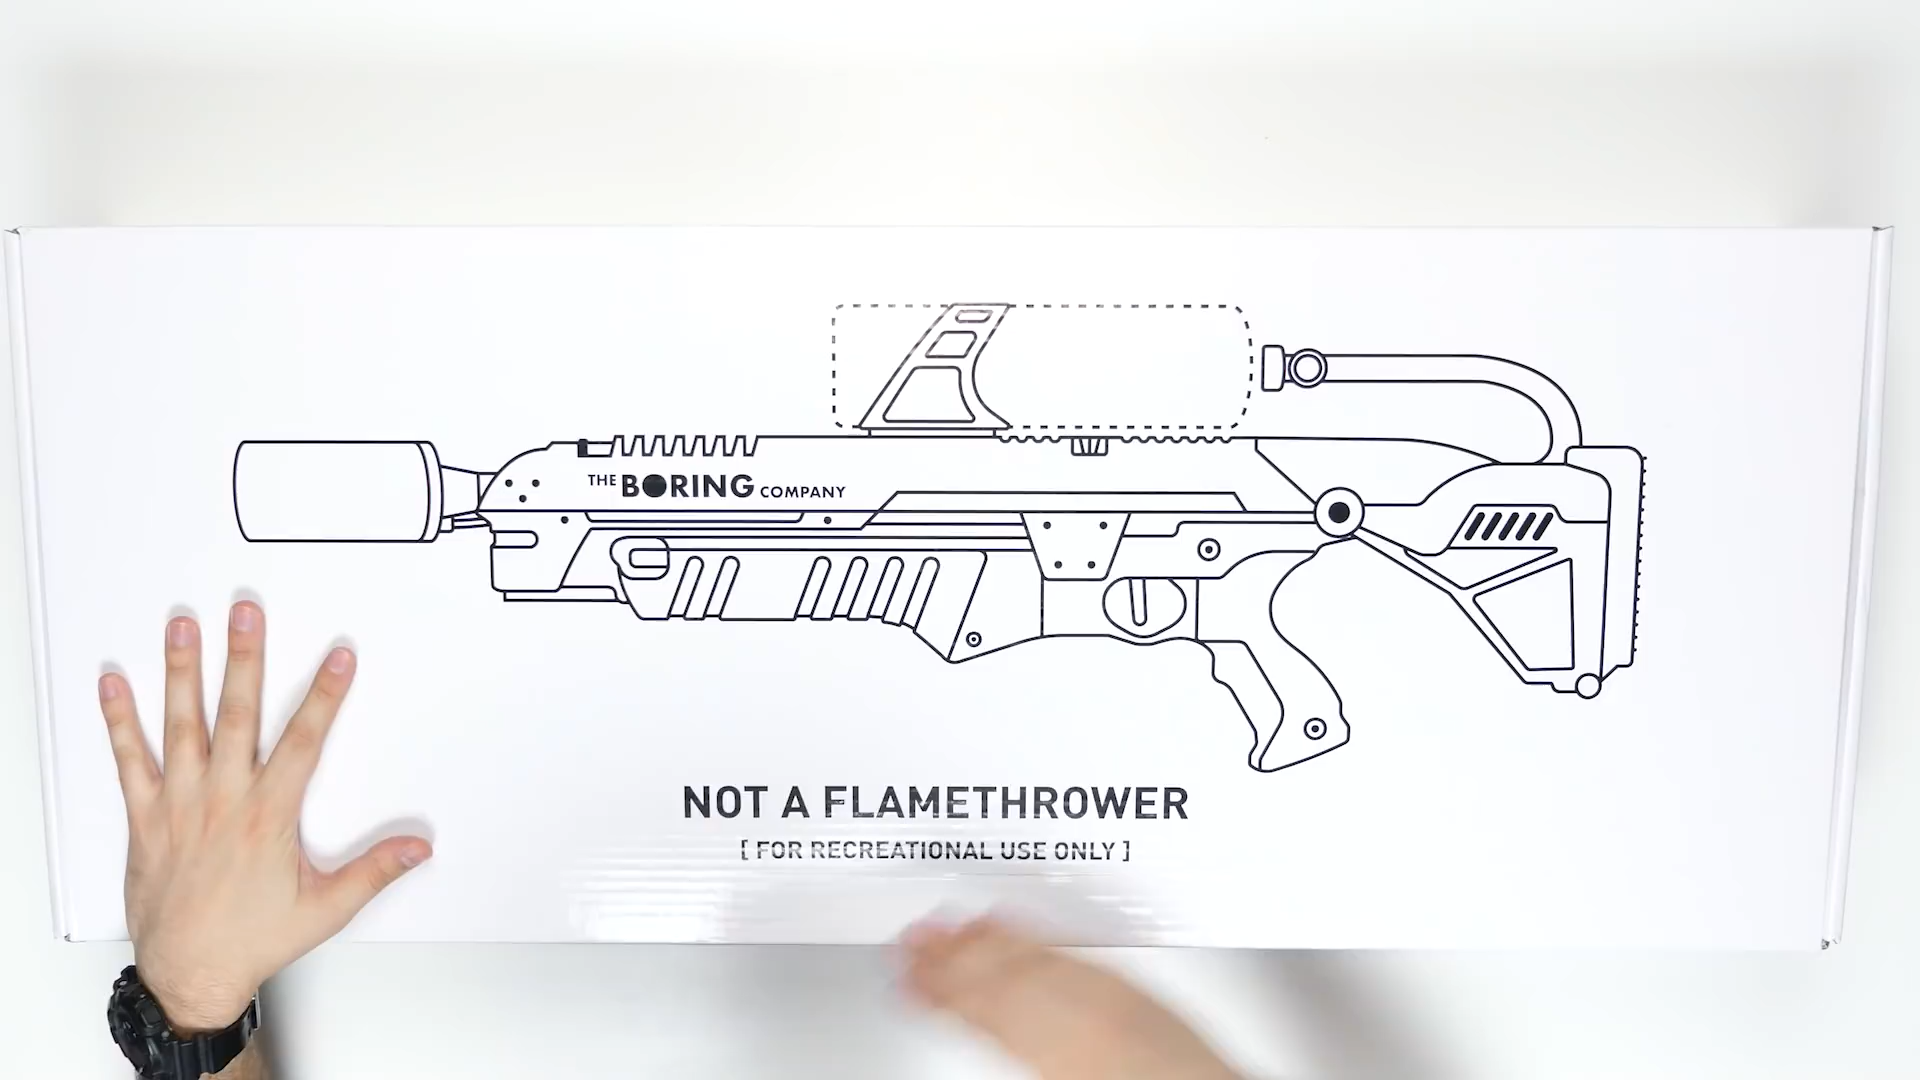 THE BORING COMPANY
NOT A FLAMETHROWER
[ FOR RECREATIONAL USE ONLY ]